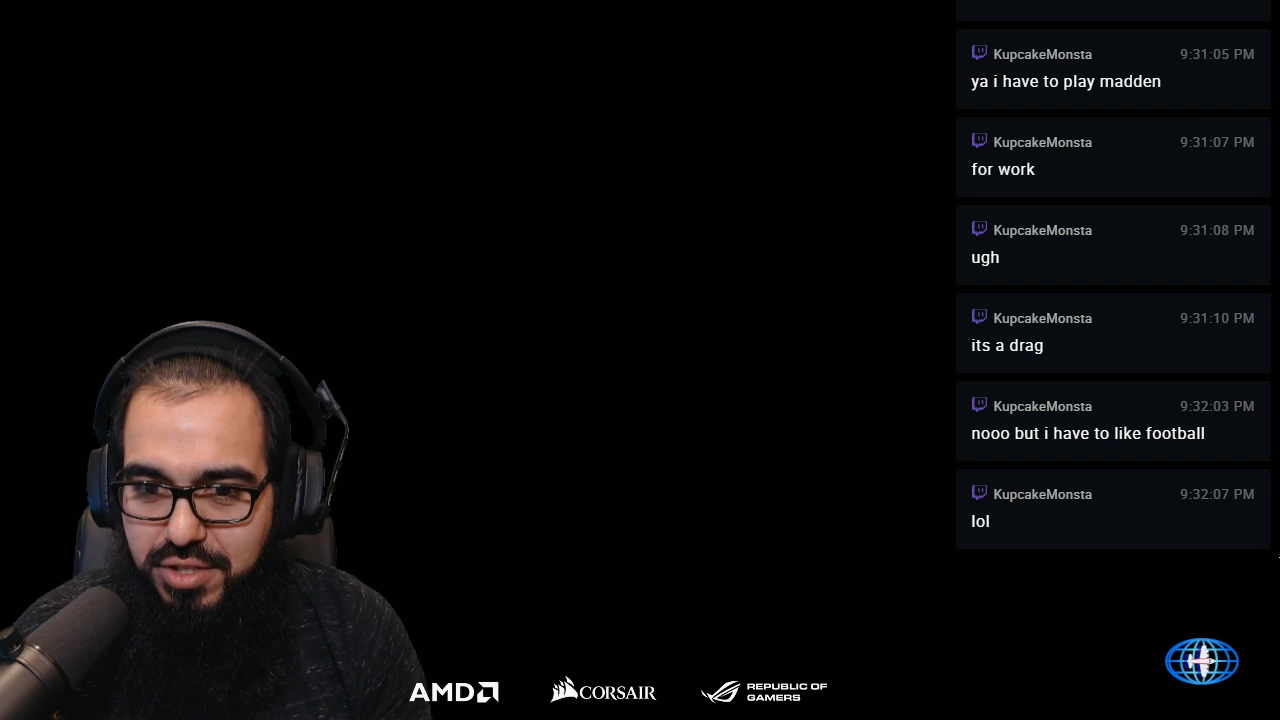 KupcakeMonsta 9:31:05 PM
ya i have to play madden
KupcakeMonsta 9:31:07 PM
for work
KupcakeMonsta 9:31:08 PM
ugh
KupcakeMonsta 9:31:10 PM
its a drag
KupcakeMonsta 9:32:03 PM
nooo but i have to like football
KupcakeMonsta 9:32:07 PM
lol
AMD
CORSAIR
REPUBLIC OF
GAMERS